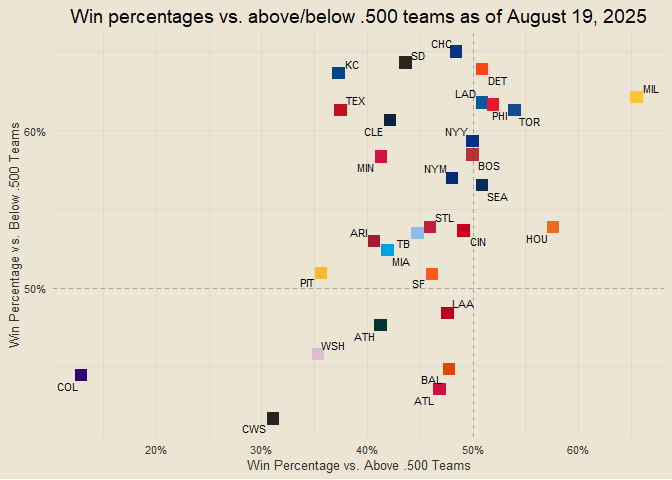 Win percentages vs. above/below .500 teams as of August 19, 2025
CHC
SD
KC
DET
MIL
LAD
TEX
PHI
TOR
CLE
60%
NYY
MIN
BOS
NYM
SEA
STL
ARI
TB
CIN
HOU
MIA
PIT
SF
50%
LAA
ATH
WSH
BAL
COL
ATL
CWS
20%
30%
40%
50%
60%
Win Percentage vs. Above .500 Teams
Win Percentage vs. Below .500 Teams